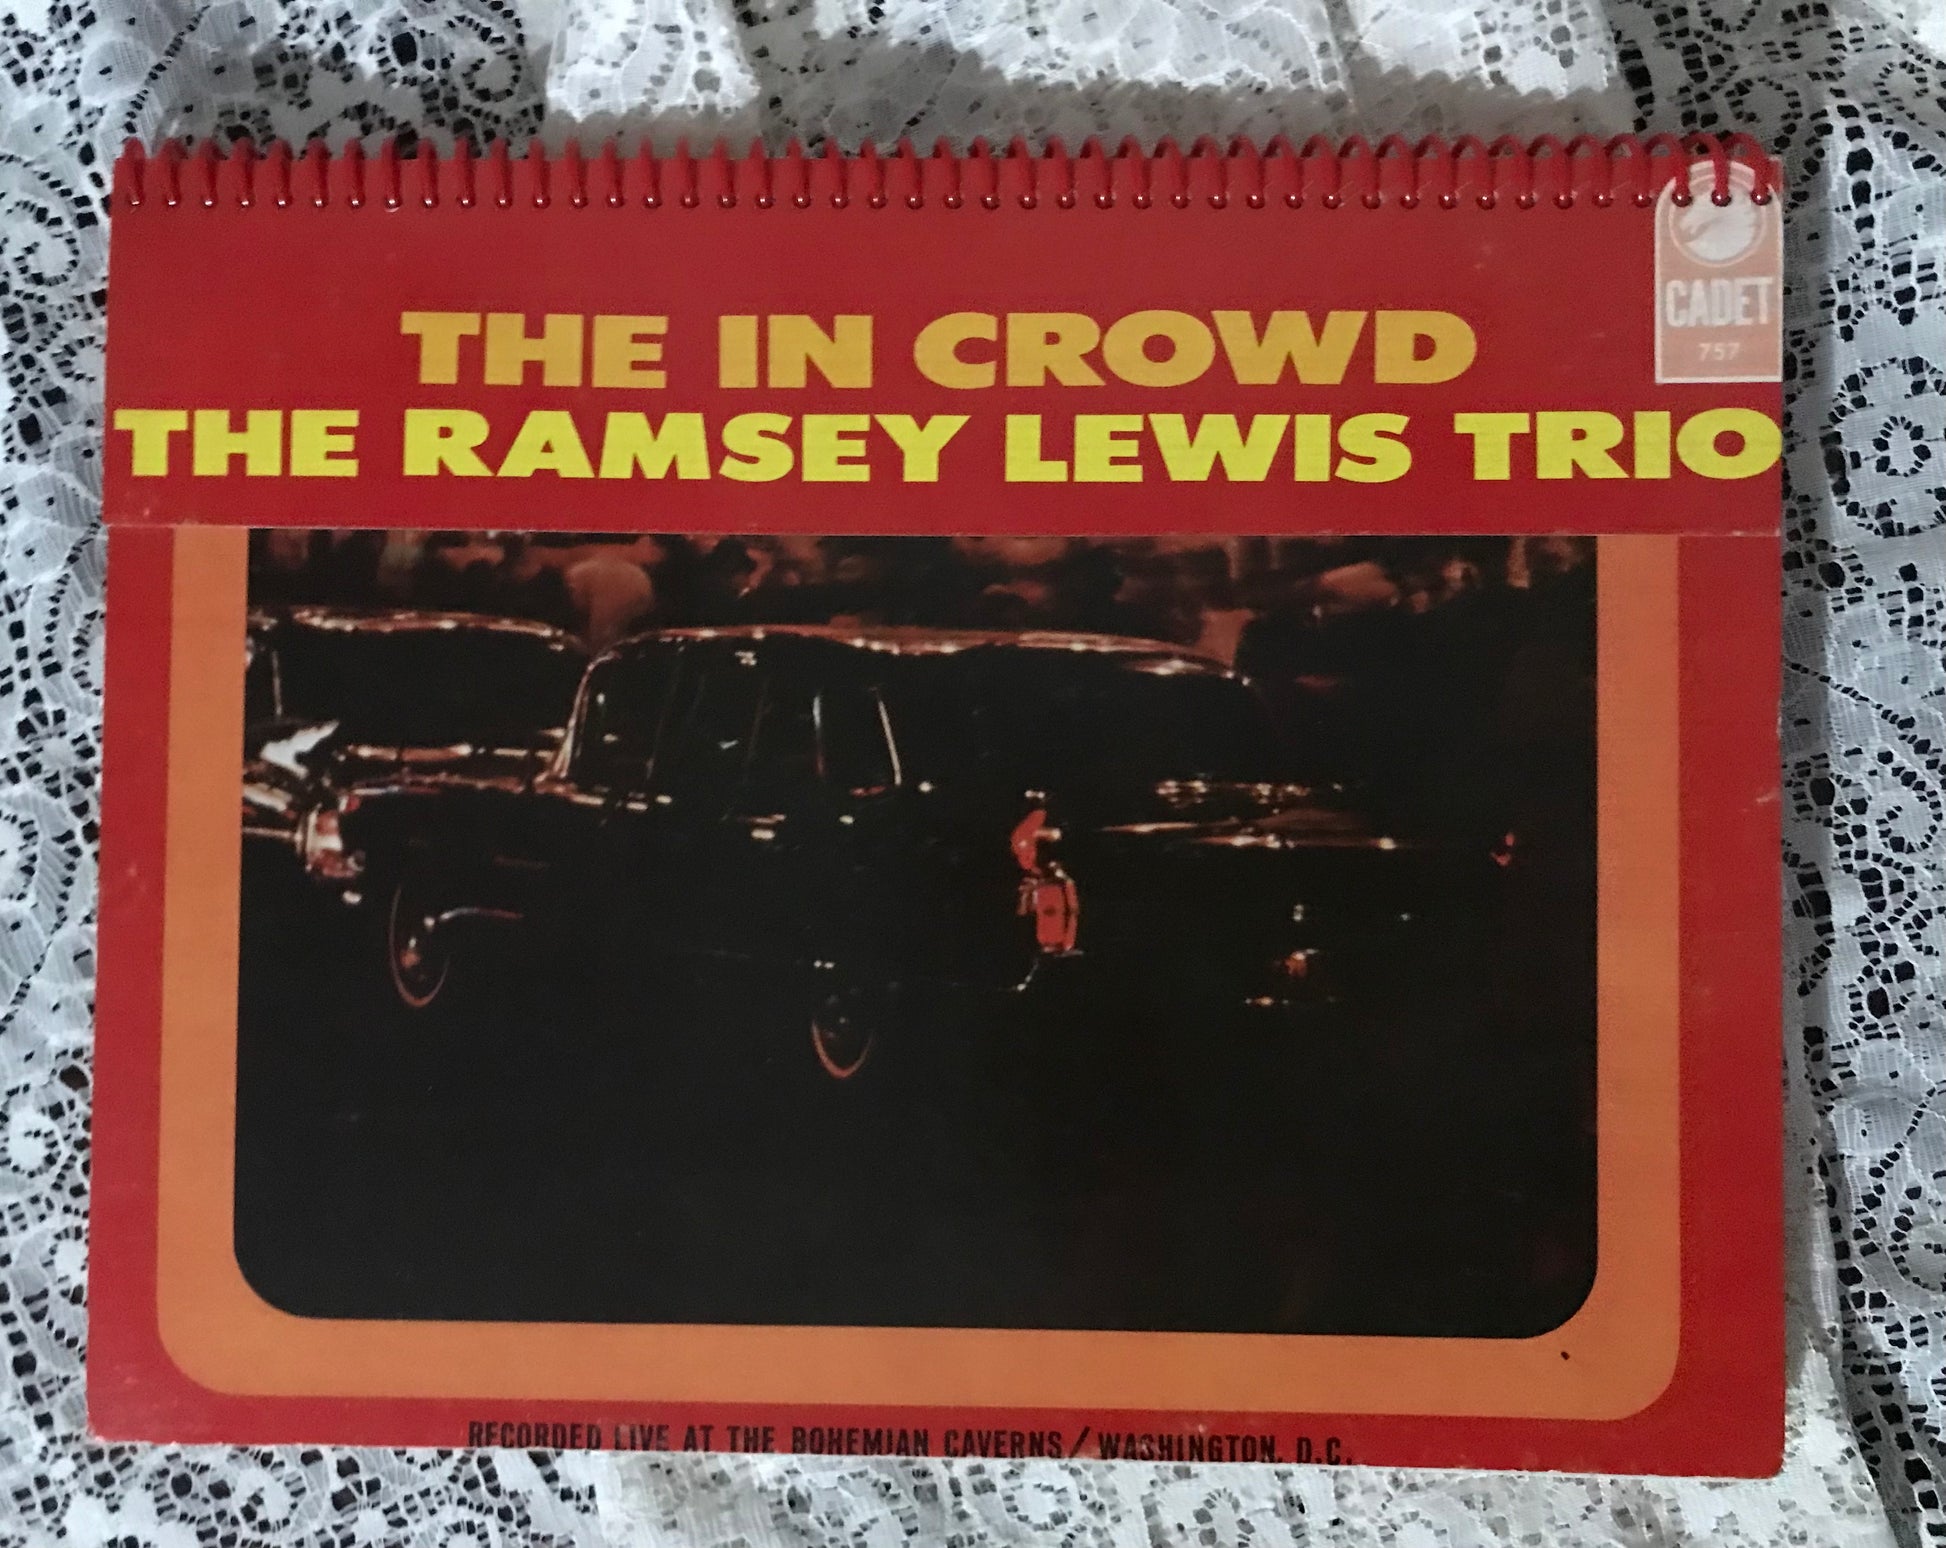 CADET
757
THE IN CROWD
THE RAMSEY LEWIS TRIO
RECORDED LIVE AT THE BOHEMIAN CAVERNS/WASHINGTON, D.C.